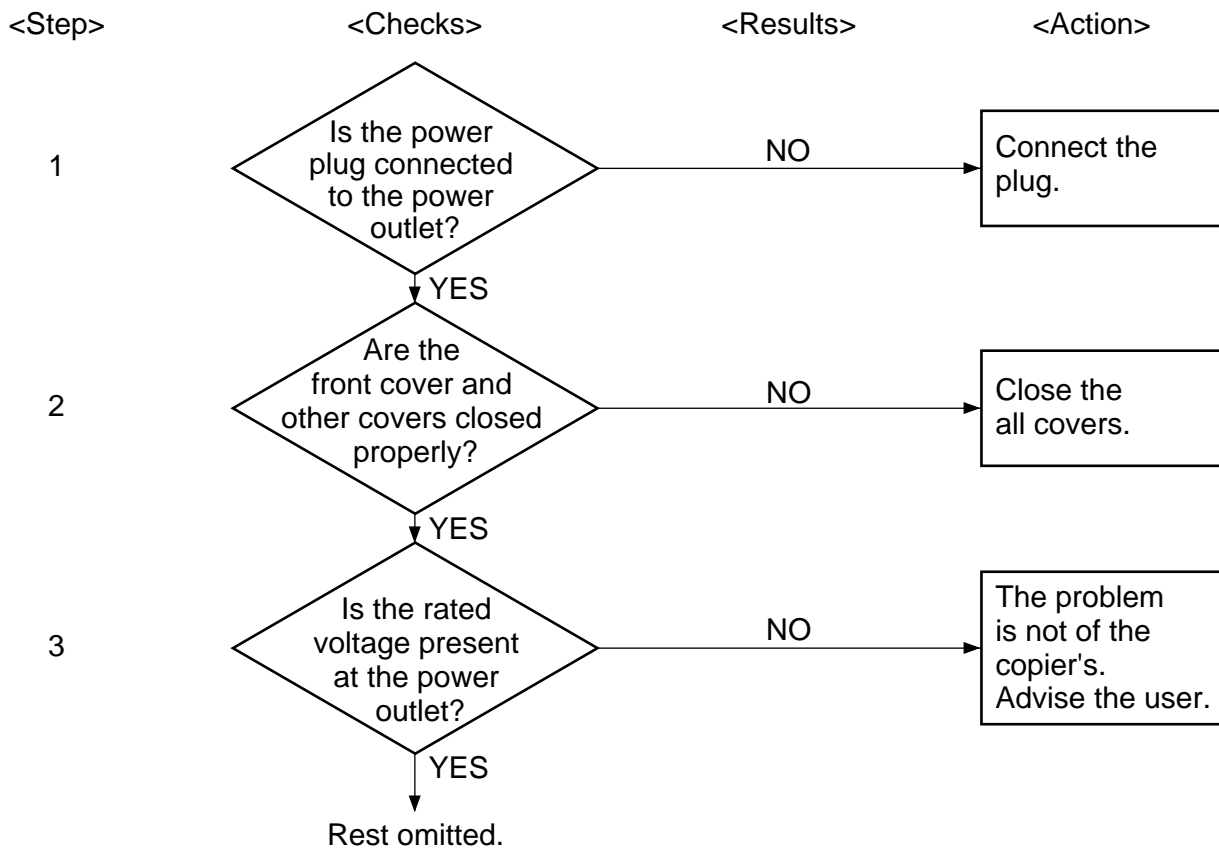 <Step>
<Checks>
<Results>
<Action>
1
Is the power
plug connected
to the power
outlet?
NO
Connect the
plug.
YES
2
Are the
front cover and
other covers closed
properly?
NO
Close the
all covers.
YES
3
Is the rated
voltage present
at the power
outlet?
NO
The problem
is not of the
copier's.
Advise the user.
YES
Rest omitted.